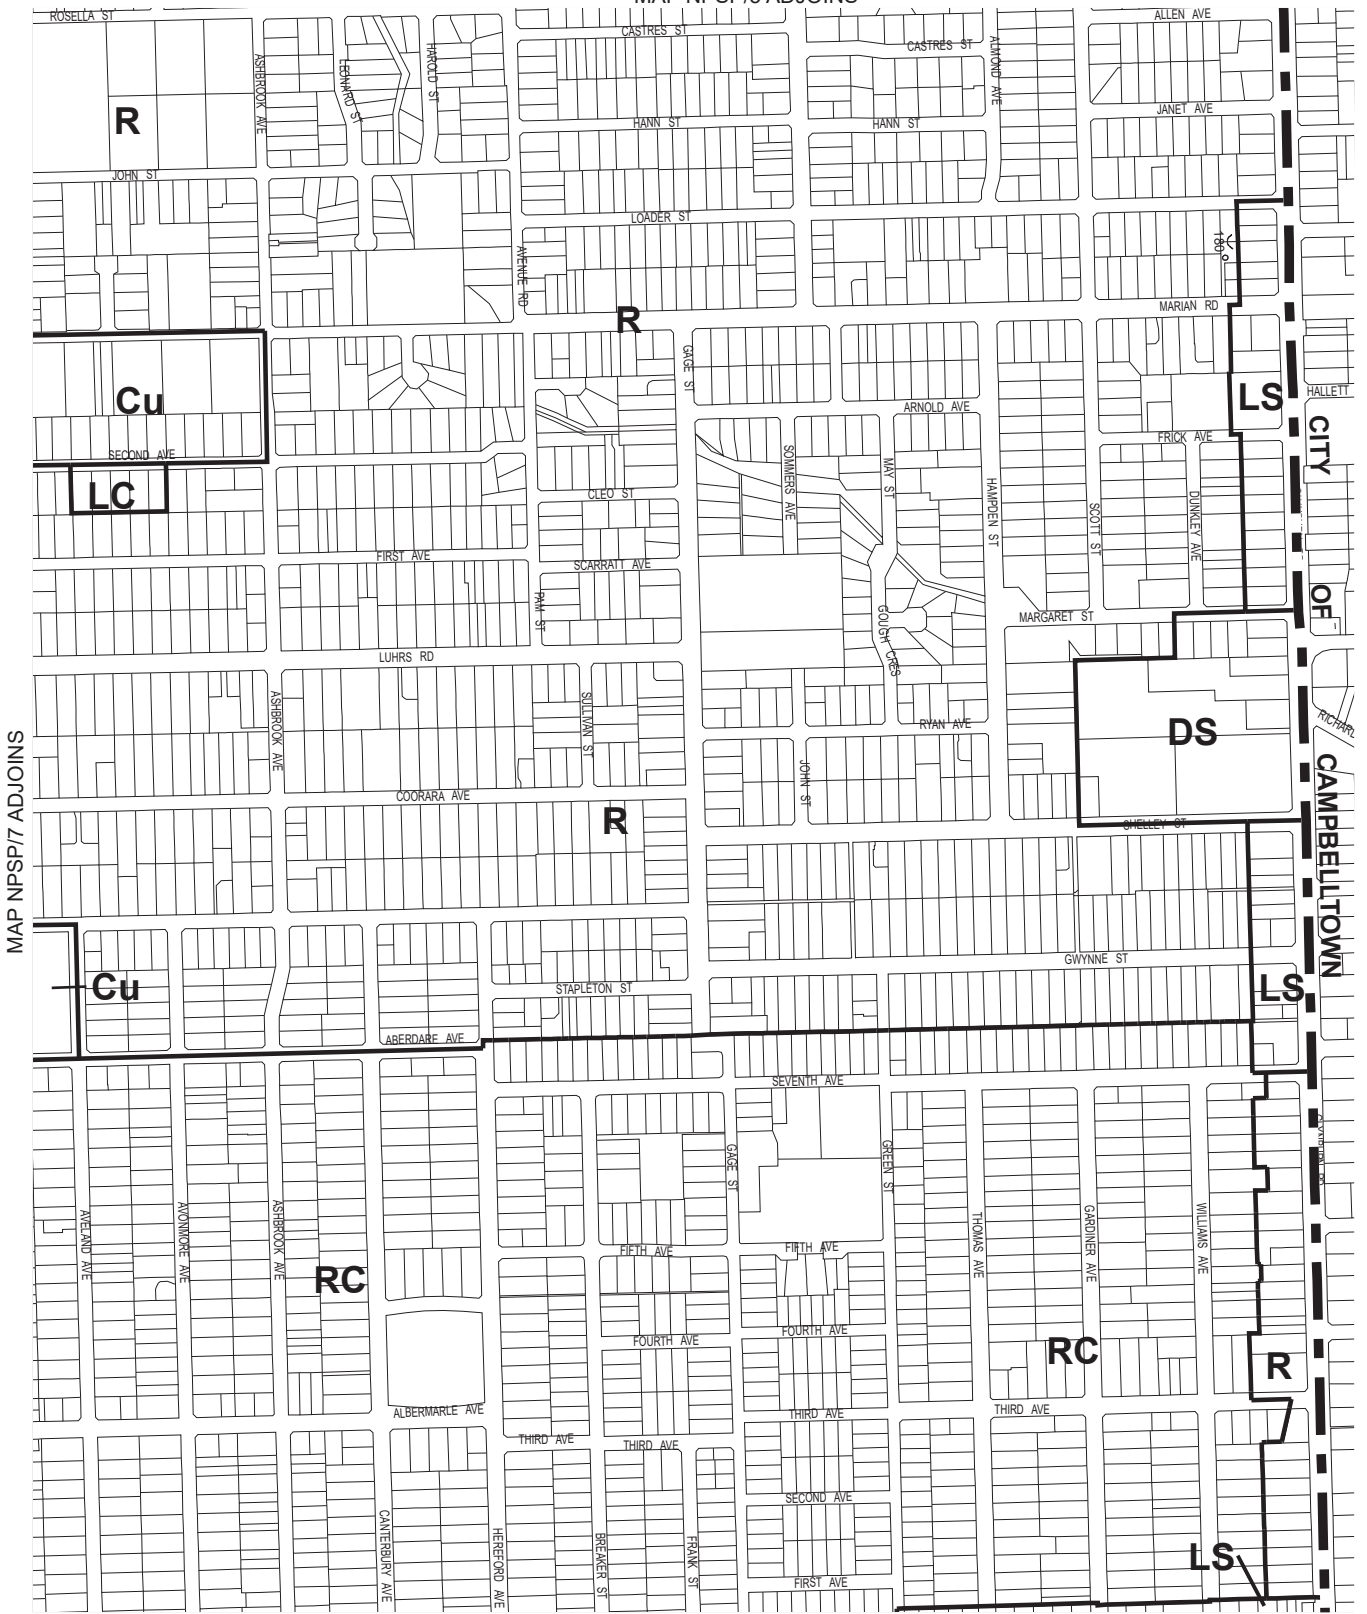 MAP NPSP/5 ADJOINS
ROSELLA ST
CASTRES ST
ALLEN AVE
CASTRES ST
ASHBROOK AVE
LEONARD ST
HAROLD ST
ALMOND AVE
R
HANN ST
HANN ST
JANET AVE
JOHN ST
LOADER ST
180
AVENUE RD
MARIAN RD
R
GAGE ST
Cu
LS
HALLETT
ARNOLD AVE
CITY
OF
CAMPBELLTOWN
FRICK AVE
SECOND AVE
SOMMERS AVE
MAY ST
HAMPDEN ST
SCOTT ST
DUNKLEY AVE
LC
CLEO ST
FIRST AVE
SCARRATT AVE
PAM ST
GOUGH CRES
MARGARET ST
LUHRS RD
ASHBROOK AVE
SULLIVAN ST
RYAN AVE
DS
JOHN ST
COORARA AVE
R
SHELLEY ST
MAP NPSP/7 ADJOINS
GWYNNE ST
Cu
STAPLETON ST
LS
ABERDARE AVE
SEVENTH AVE
GAGE ST
GREEN ST
AVELAND AVE
AVONMORE AVE
ASHBROOK AVE
THOMAS AVE
GARDINER AVE
WILLIAMS AVE
FIFTH AVE
FIFTH AVE
RC
FOURTH AVE
FOURTH AVE
RC
R
ALBERMARLE AVE
THIRD AVE
THIRD AVE
THIRD AVE
THIRD AVE
SECOND AVE
CANTERBURY AVE
HEREFORD AVE
BREAKER ST
FRANK ST
LS
FIRST AVE